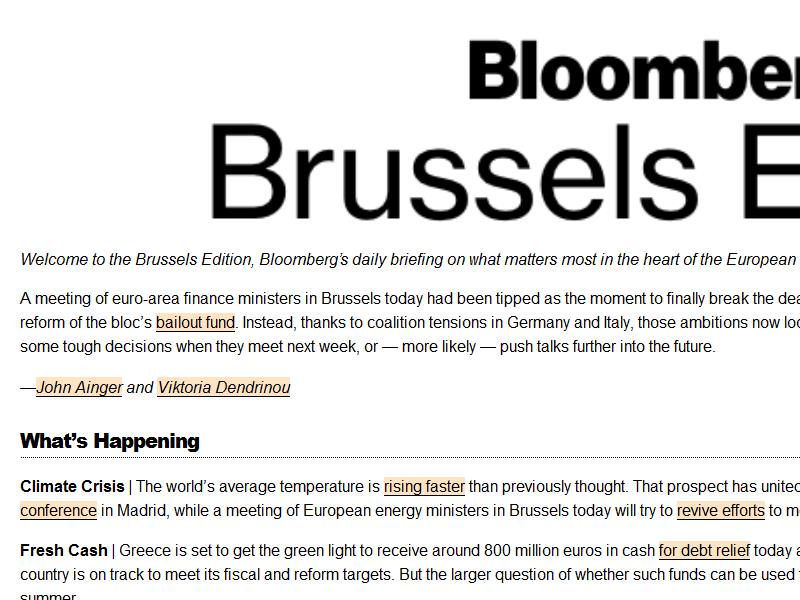 Bloomber
Brussels E
Welcome to the Brussels Edition, Bloomberg's daily briefing on what matters most in the heart of the European
A meeting of euro-area finance ministers in Brussels today had been tipped as the moment to finally break the dea
reform of the bloc's bailout fund. Instead, thanks to coalition tensions in Germany and Italy, those ambitions now loo
some tough decisions when they meet next week, or — more likely — push talks further into the future.
—John Ainger and Viktoria Dendrinou
What's Happening
Climate Crisis | The world's average temperature is rising faster than previously thought. That prospect has united
conference in Madrid, while a meeting of European energy ministers in Brussels today will try to revive efforts to m
Fresh Cash | Greece is set to get the green light to receive around 800 million euros in cash for debt relief today a
country is on track to meet its fiscal and reform targets. But the larger question of whether such funds can be used
summer.